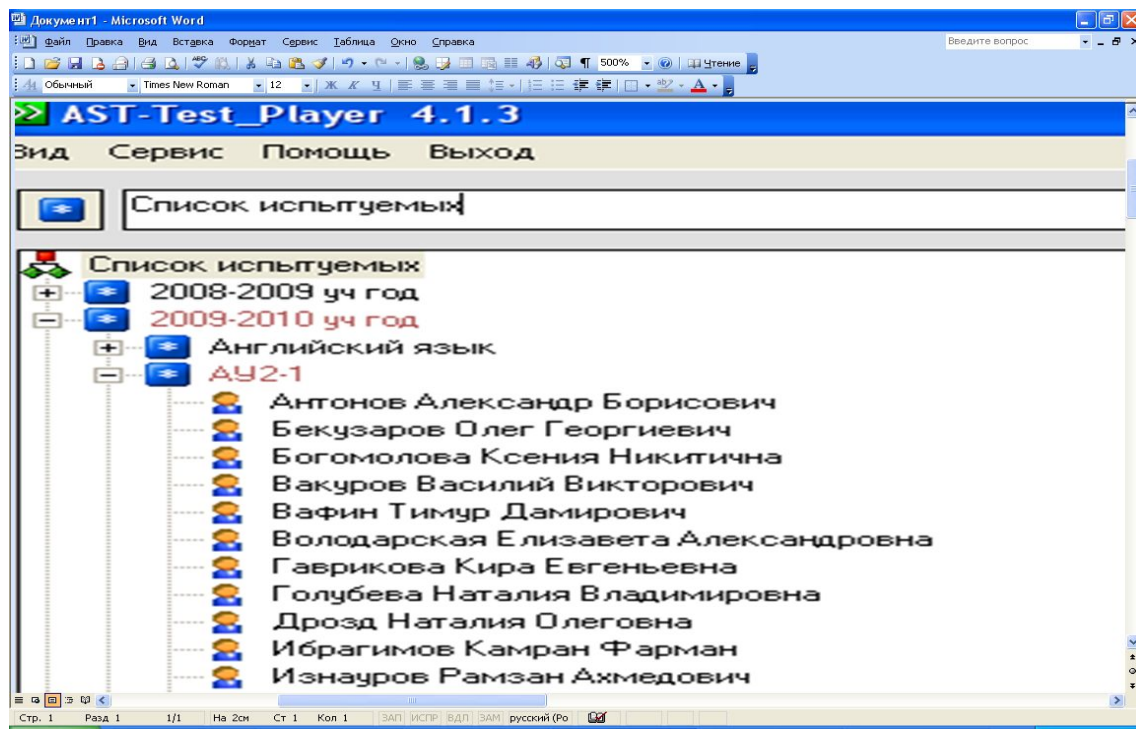 Документ1 - Microsoft Word
Файл Правка Вид Вставка Формат Сервис Таблица Окно Справка Введите вопрос
500% Чтение
Обычный Times New Roman 12 Ж К Ч
AST-Test_Player 4.1.3
Вид Сервис Помощь Выход
Список испытуемых
Список испытуемых
2008-2009 уч год
2009-2010 уч год
Английский язык
АУ2-1
Антонов Александр Борисович
Бекузаров Олег Георгиевич
Богомолова Ксения Никитична
Вакуров Василий Викторович
Вафин Тимур Дамирович
Володарская Елизавета Александровна
Гаврикова Кира Евгеньевна
Голубева Наталия Владимировна
Дрозд Наталия Олеговна
Ибрагимов Камран Фарман
Изнауров Рамзан Ахмедович
Стр. 1 Разд 1 1/1 На 2см Ст 1 Кол 1 ЗАП ИСПР ВДЛ ЗАМ русский (Ро